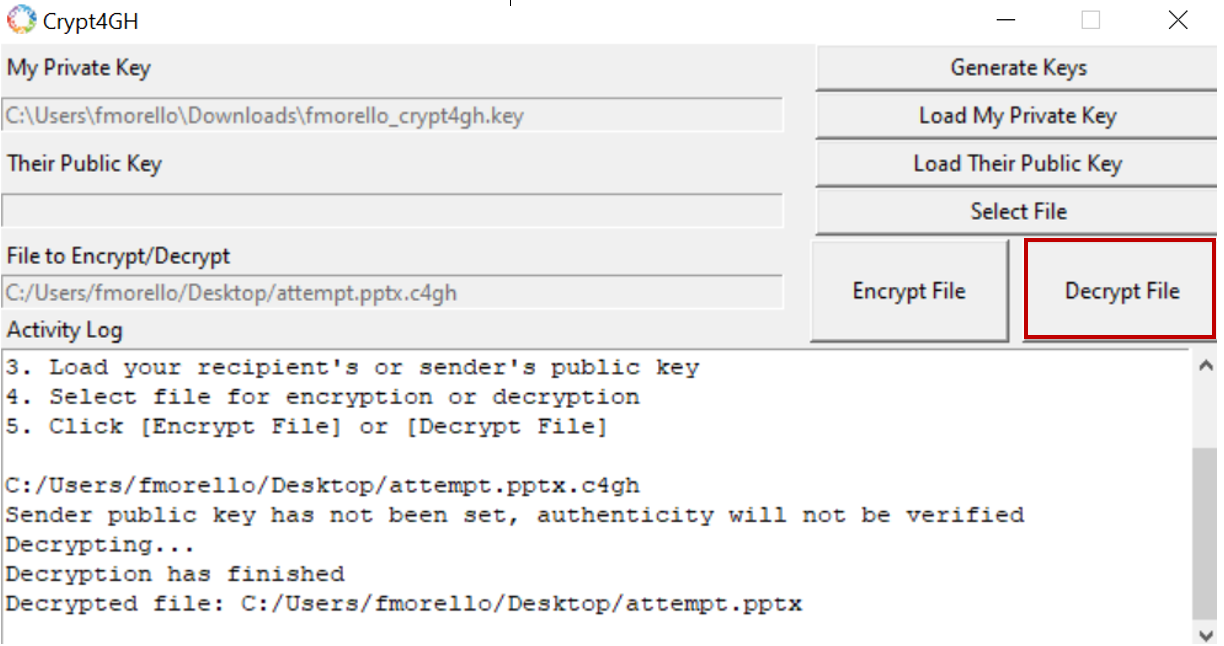 Crypt4GH
My Private Key
Generate Keys
C:\Users\fmorello\Downloads\fmorello_crypt4gh.key
Load My Private Key
Their Public Key
Load Their Public Key
Select File
File to Encrypt/Decrypt
C:/Users/fmorello/Desktop/attempt.pptx.c4gh
Encrypt File
Decrypt File
Activity Log
3. Load your recipient's or sender's public key
4. Select file for encryption or decryption
5. Click [Encrypt File] or [Decrypt File]
C:/Users/fmorello/Desktop/attempt.pptx.c4gh
Sender public key has not been set, authenticity will not be verified
Decrypting...
Decryption has finished
Decrypted file: C:/Users/fmorello/Desktop/attempt.pptx